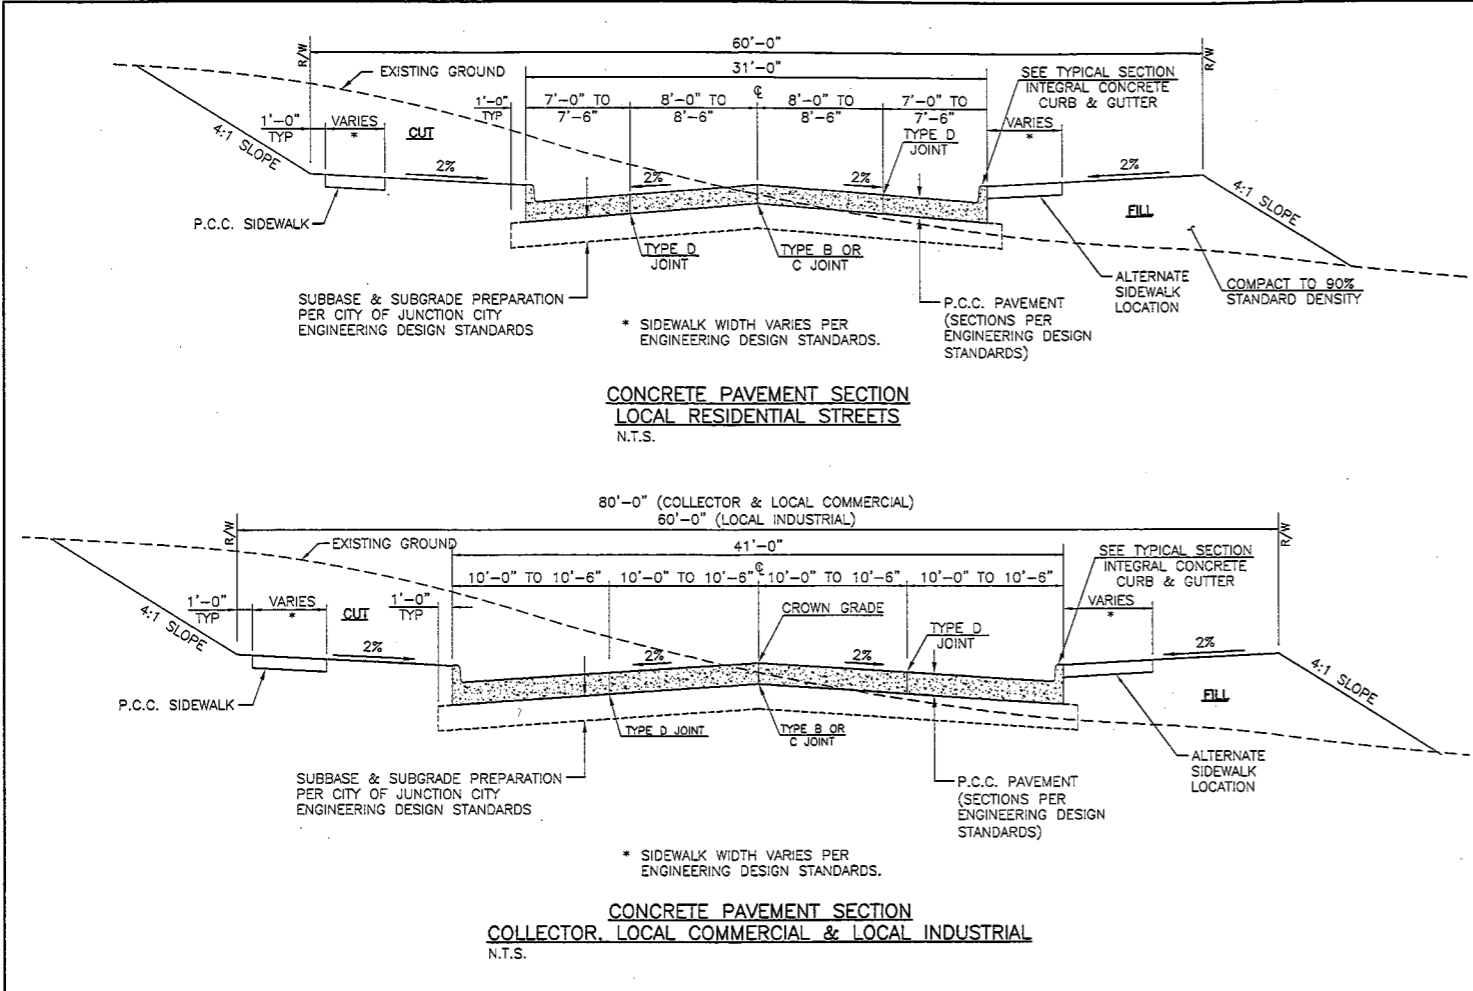 60'-0"
R/W
R/W
31'-0"
EXISTING GROUND
SEE TYPICAL SECTION
INTEGRAL CONCRETE
CURB & GUTTER
1'-0"
TYP
7'-0" TO
7'-6"
8'-0" TO
8'-6"
℄
8'-0" TO
8'-6"
7'-0" TO
7'-6"
1'-0"
TYP
VARIES
*
CUT
TYPE D
JOINT
VARIES
*
4:1 SLOPE
2%
2%
2%
2%
4:1 SLOPE
P.C.C. SIDEWALK
FILL
TYPE D
JOINT
TYPE B OR
C JOINT
SUBBASE & SUBGRADE PREPARATION
PER CITY OF JUNCTION CITY
ENGINEERING DESIGN STANDARDS
* SIDEWALK WIDTH VARIES PER
ENGINEERING DESIGN STANDARDS.
P.C.C. PAVEMENT
(SECTIONS PER
ENGINEERING DESIGN
STANDARDS)
ALTERNATE
SIDEWALK
LOCATION
COMPACT TO 90%
STANDARD DENSITY
CONCRETE PAVEMENT SECTION
LOCAL RESIDENTIAL STREETS
N.T.S.
80'-0" (COLLECTOR & LOCAL COMMERCIAL)
60'-0" (LOCAL INDUSTRIAL)
R/W
R/W
EXISTING GROUND
41'-0"
SEE TYPICAL SECTION
INTEGRAL CONCRETE
CURB & GUTTER
10'-0" TO 10'-6"
10'-0" TO 10'-6"
℄
10'-0" TO 10'-6"
10'-0" TO 10'-6"
1'-0"
TYP
VARIES
*
CUT
1'-0"
TYP
CROWN GRADE
TYPE D
JOINT
VARIES
*
4:1 SLOPE
2%
2%
2%
2%
4:1 SLOPE
P.C.C. SIDEWALK
FILL
TYPE D JOINT
TYPE B OR
C JOINT
SUBBASE & SUBGRADE PREPARATION
PER CITY OF JUNCTION CITY
ENGINEERING DESIGN STANDARDS
P.C.C. PAVEMENT
(SECTIONS PER
ENGINEERING DESIGN
STANDARDS)
ALTERNATE
SIDEWALK
LOCATION
* SIDEWALK WIDTH VARIES PER
ENGINEERING DESIGN STANDARDS.
CONCRETE PAVEMENT SECTION
COLLECTOR, LOCAL COMMERCIAL & LOCAL INDUSTRIAL
N.T.S.